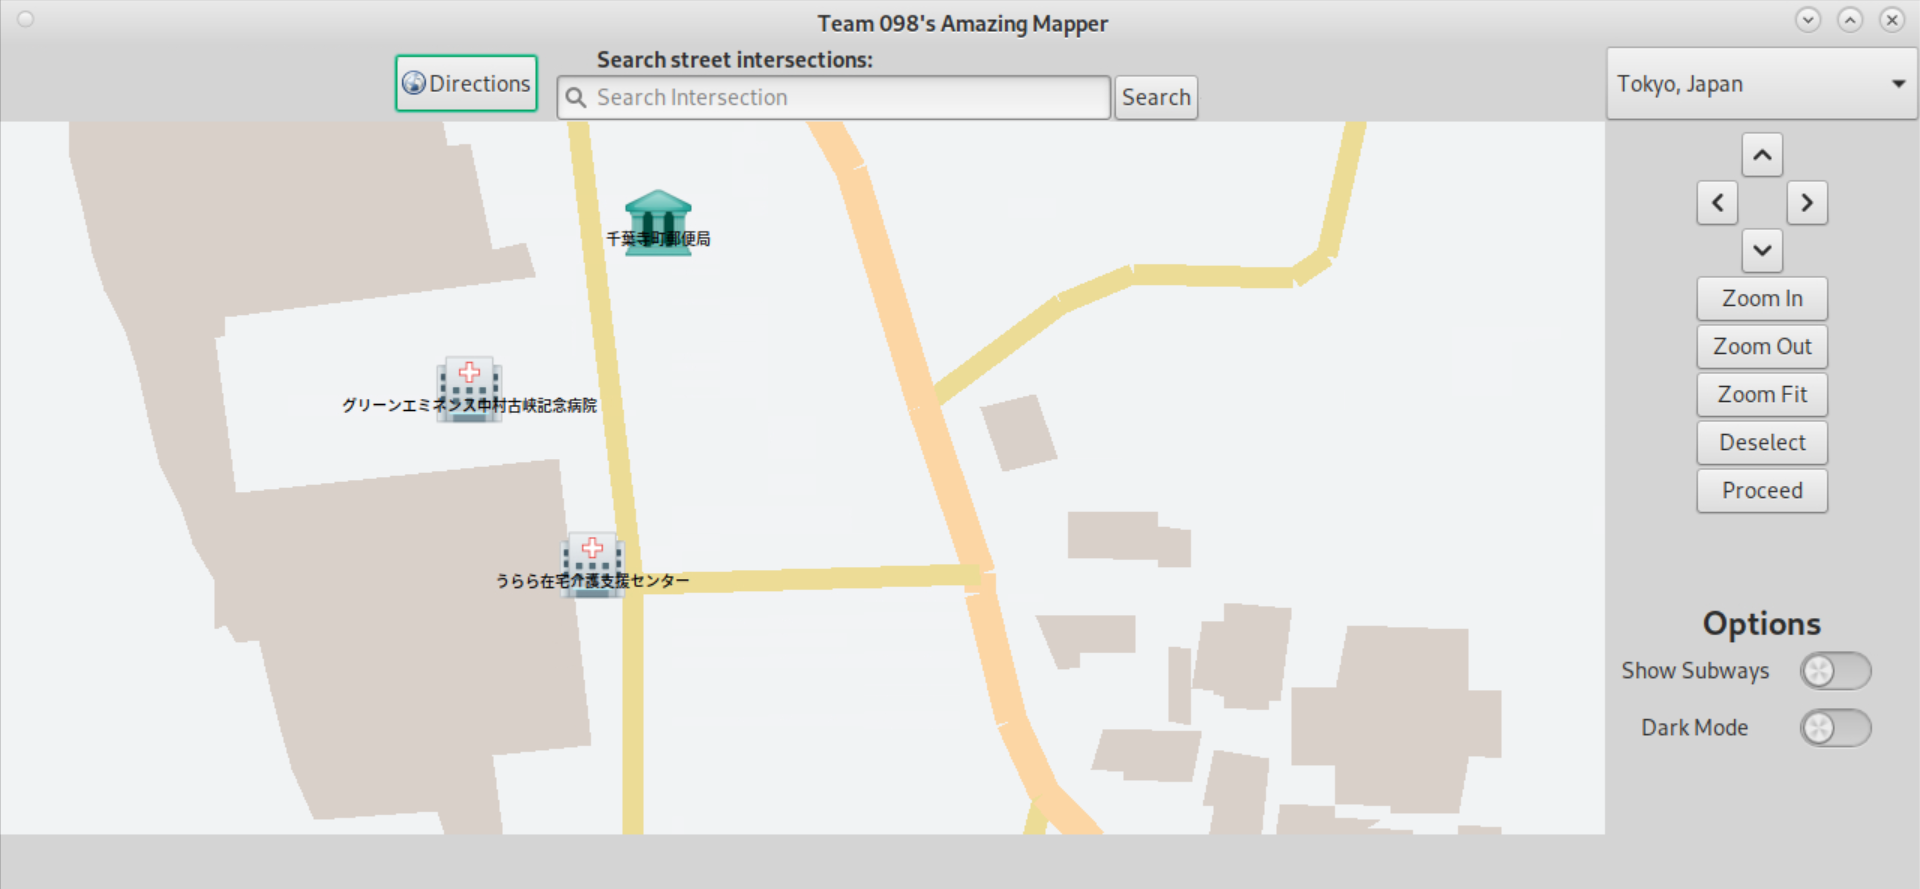 Team 098's Amazing Mapper
Directions
Search street intersections:
Search Intersection
Search
Tokyo, Japan
千葉寺町郵便局
グリーンエミネンス中村古峡記念病院
うらら在宅介護支援センター
Zoom In
Zoom Out
Zoom Fit
Deselect
Proceed
Options
Show Subways
Dark Mode